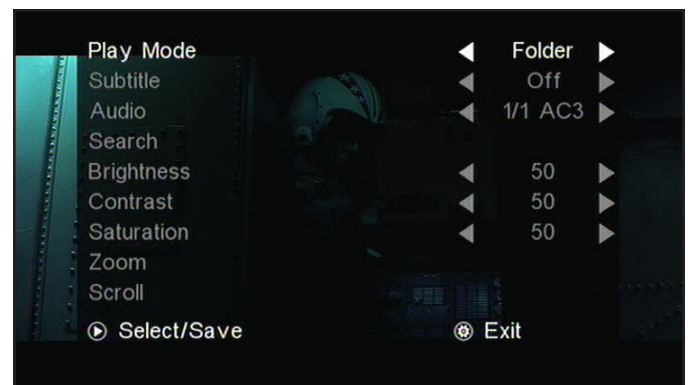 Play Mode Folder
Subtitle Off
Audio 1/1 AC3
Search
Brightness 50
Contrast 50
Saturation 50
Zoom
Scroll
Select/Save Exit